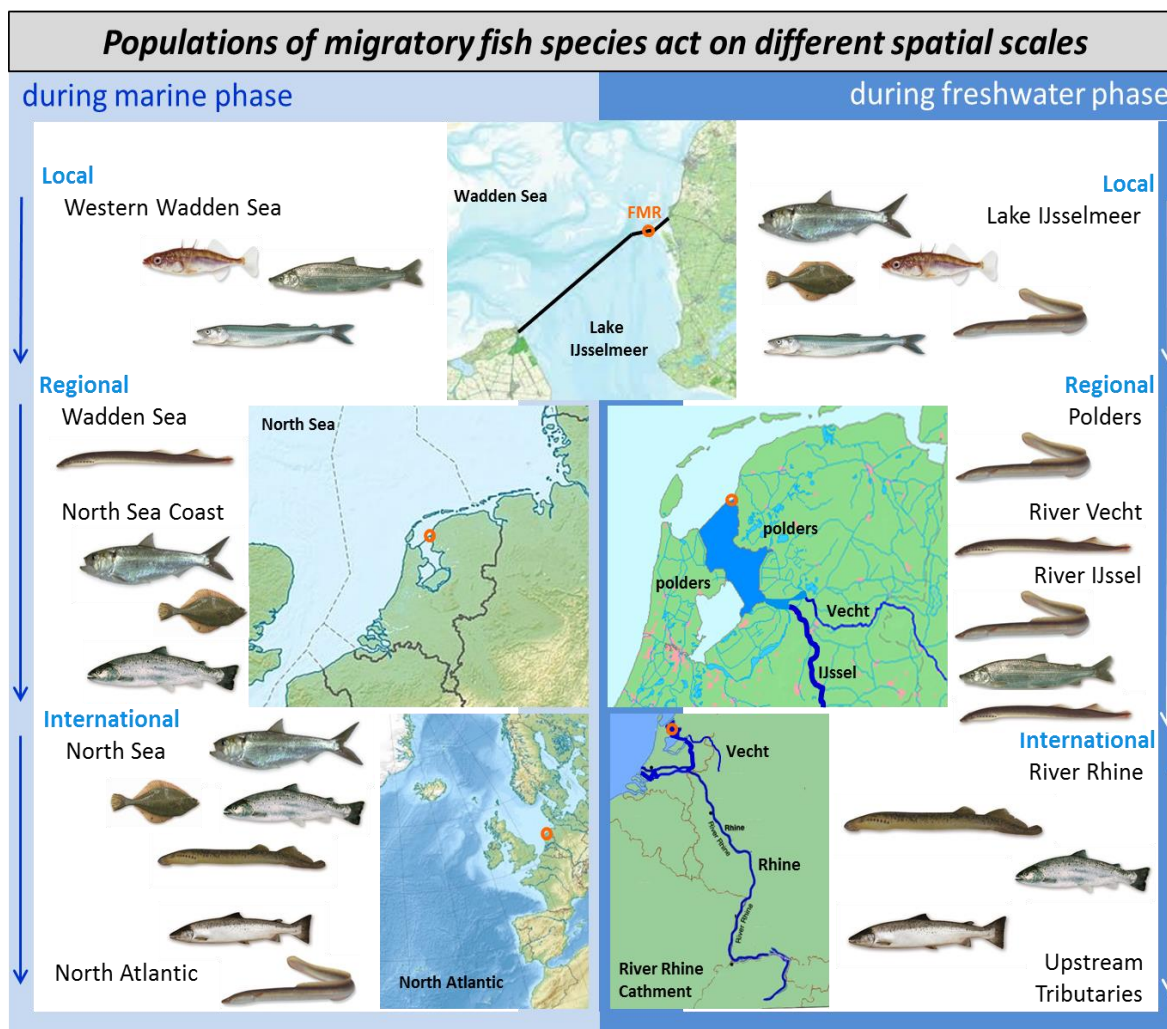 Populations of migratory fish species act on different spatial scales
during marine phase
during freshwater phase
Local
Western Wadden Sea
Wadden Sea
FMR
Lake
IJsselmeer
Local
Lake IJsselmeer
Regional
Wadden Sea
North Sea Coast
North Sea
polders
polders
Vecht
IJssel
Regional
Polders
River Vecht
River IJssel
International
North Sea
North Atlantic
North Atlantic
Vecht
Rhine
River Rhine
Rhine
River Rhine
River Rhine
Cathment
International
River Rhine
Upstream
Tributaries